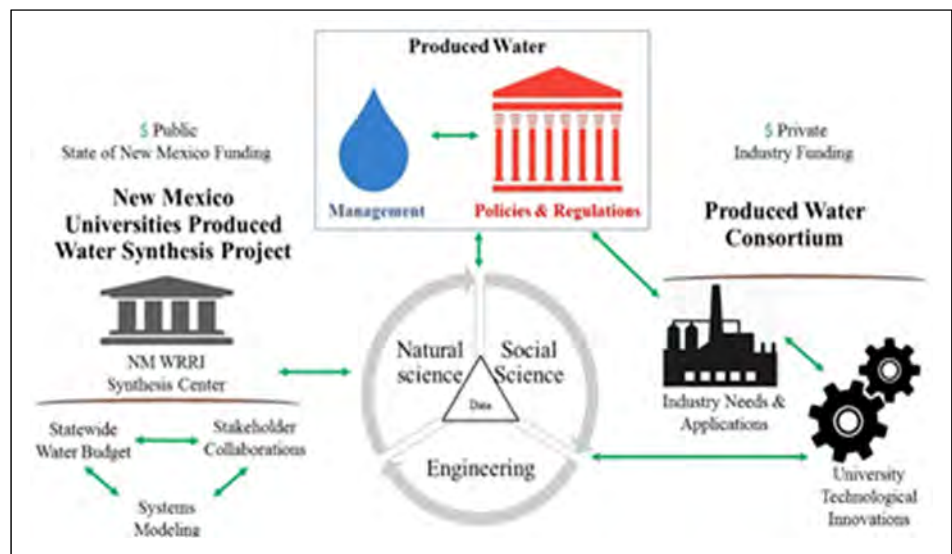 Produced Water
Management
Policies & Regulations
$ Public
State of New Mexico Funding
New Mexico
Universities Produced
Water Synthesis Project
NM WRRI
Synthesis Center
Statewide
Water Budget
Stakeholder
Collaborations
Systems
Modeling
Natural
science
Social
Science
Data
Engineering
$ Private
Industry Funding
Produced Water
Consortium
Industry Needs &
Applications
University
Technological
Innovations